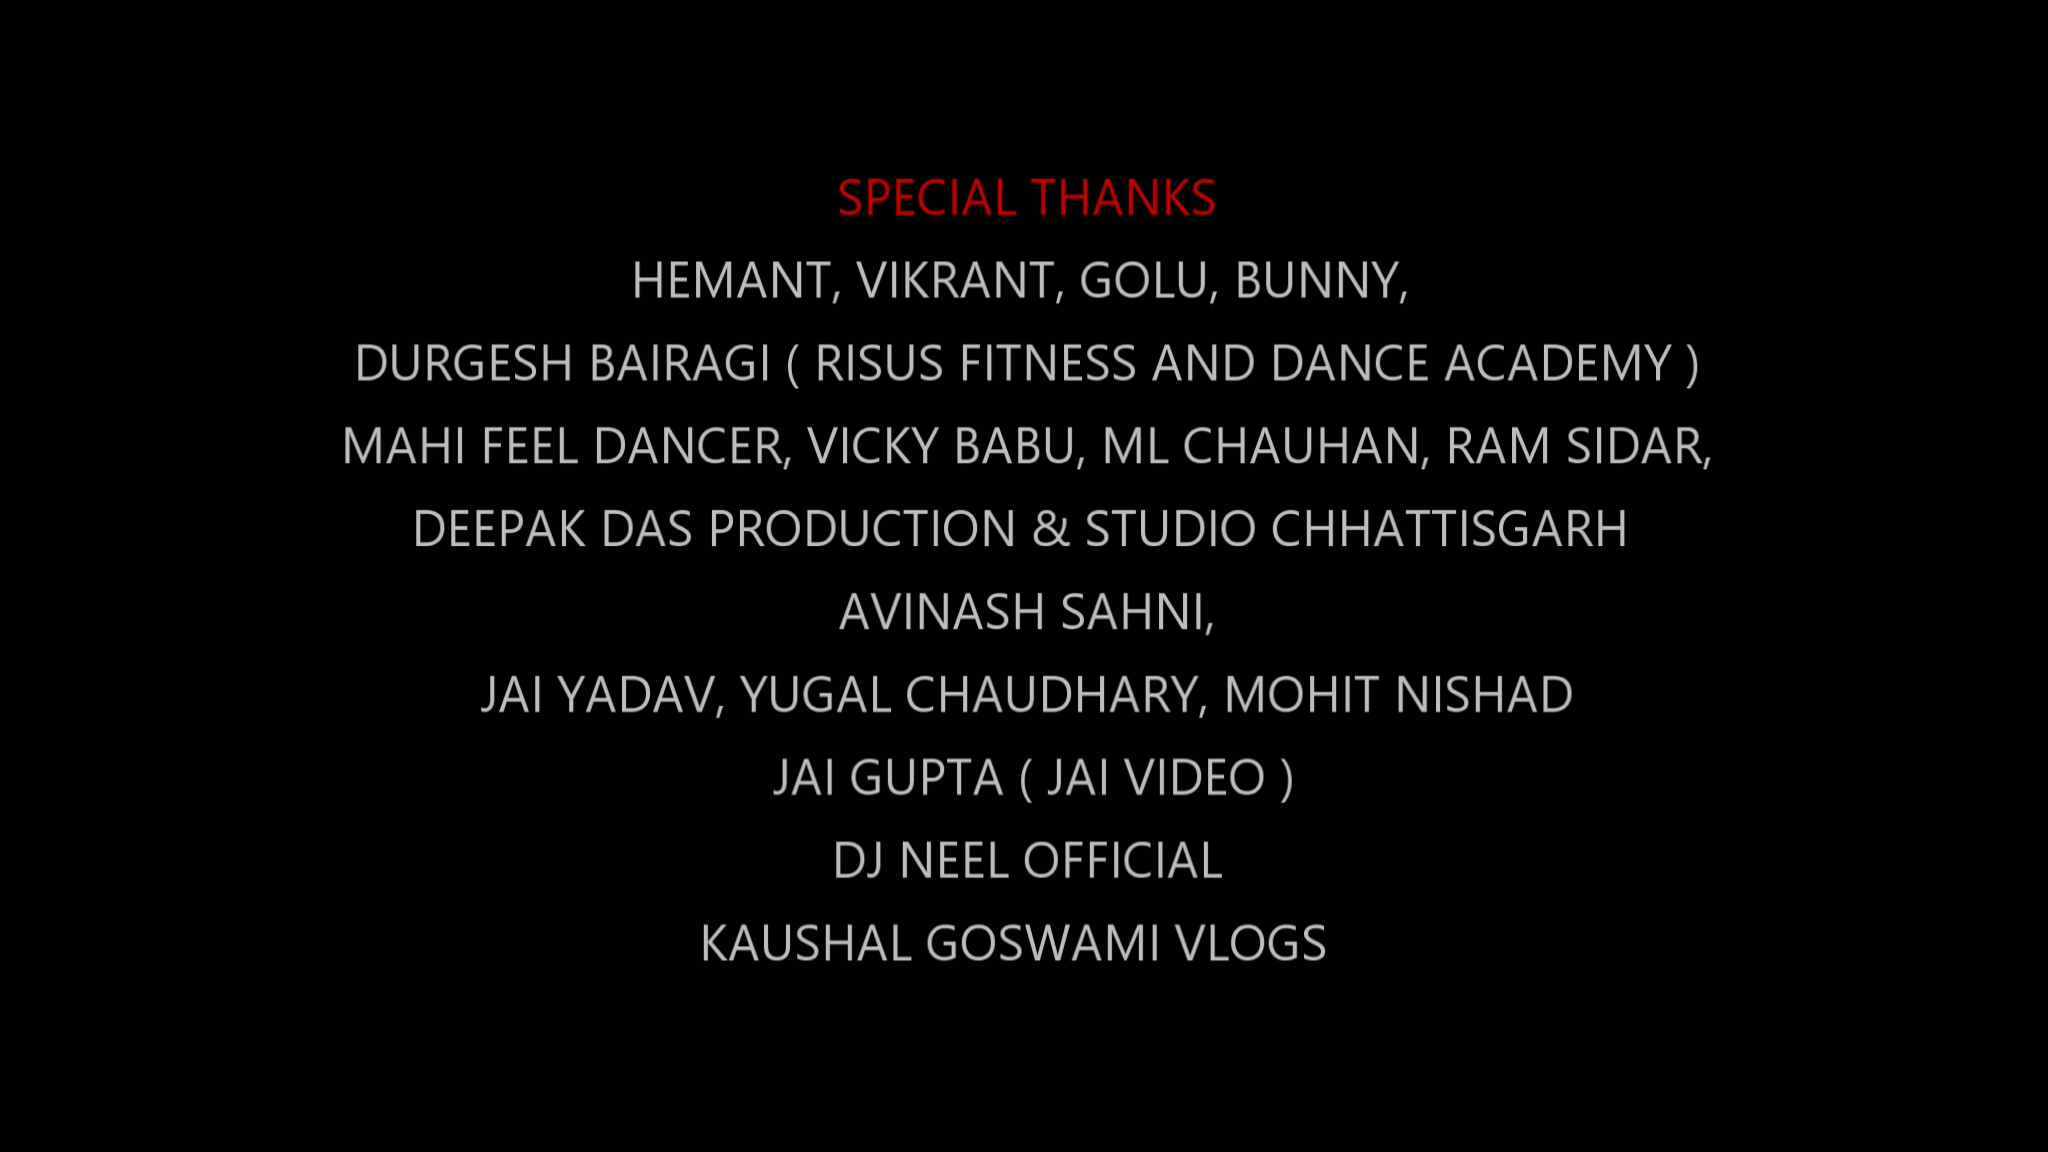 SPECIAL THANKS
HEMANT, VIKRANT, GOLU, BUNNY,
DURGESH BAIRAGI ( RISUS FITNESS AND DANCE ACADEMY )
MAHI FEEL DANCER, VICKY BABU, ML CHAUHAN, RAM SIDAR,
DEEPAK DAS PRODUCTION & STUDIO CHHATTISGARH
AVINASH SAHNI,
JAI YADAV, YUGAL CHAUDHARY, MOHIT NISHAD
JAI GUPTA ( JAI VIDEO )
DJ NEEL OFFICIAL
KAUSHAL GOSWAMI VLOGS